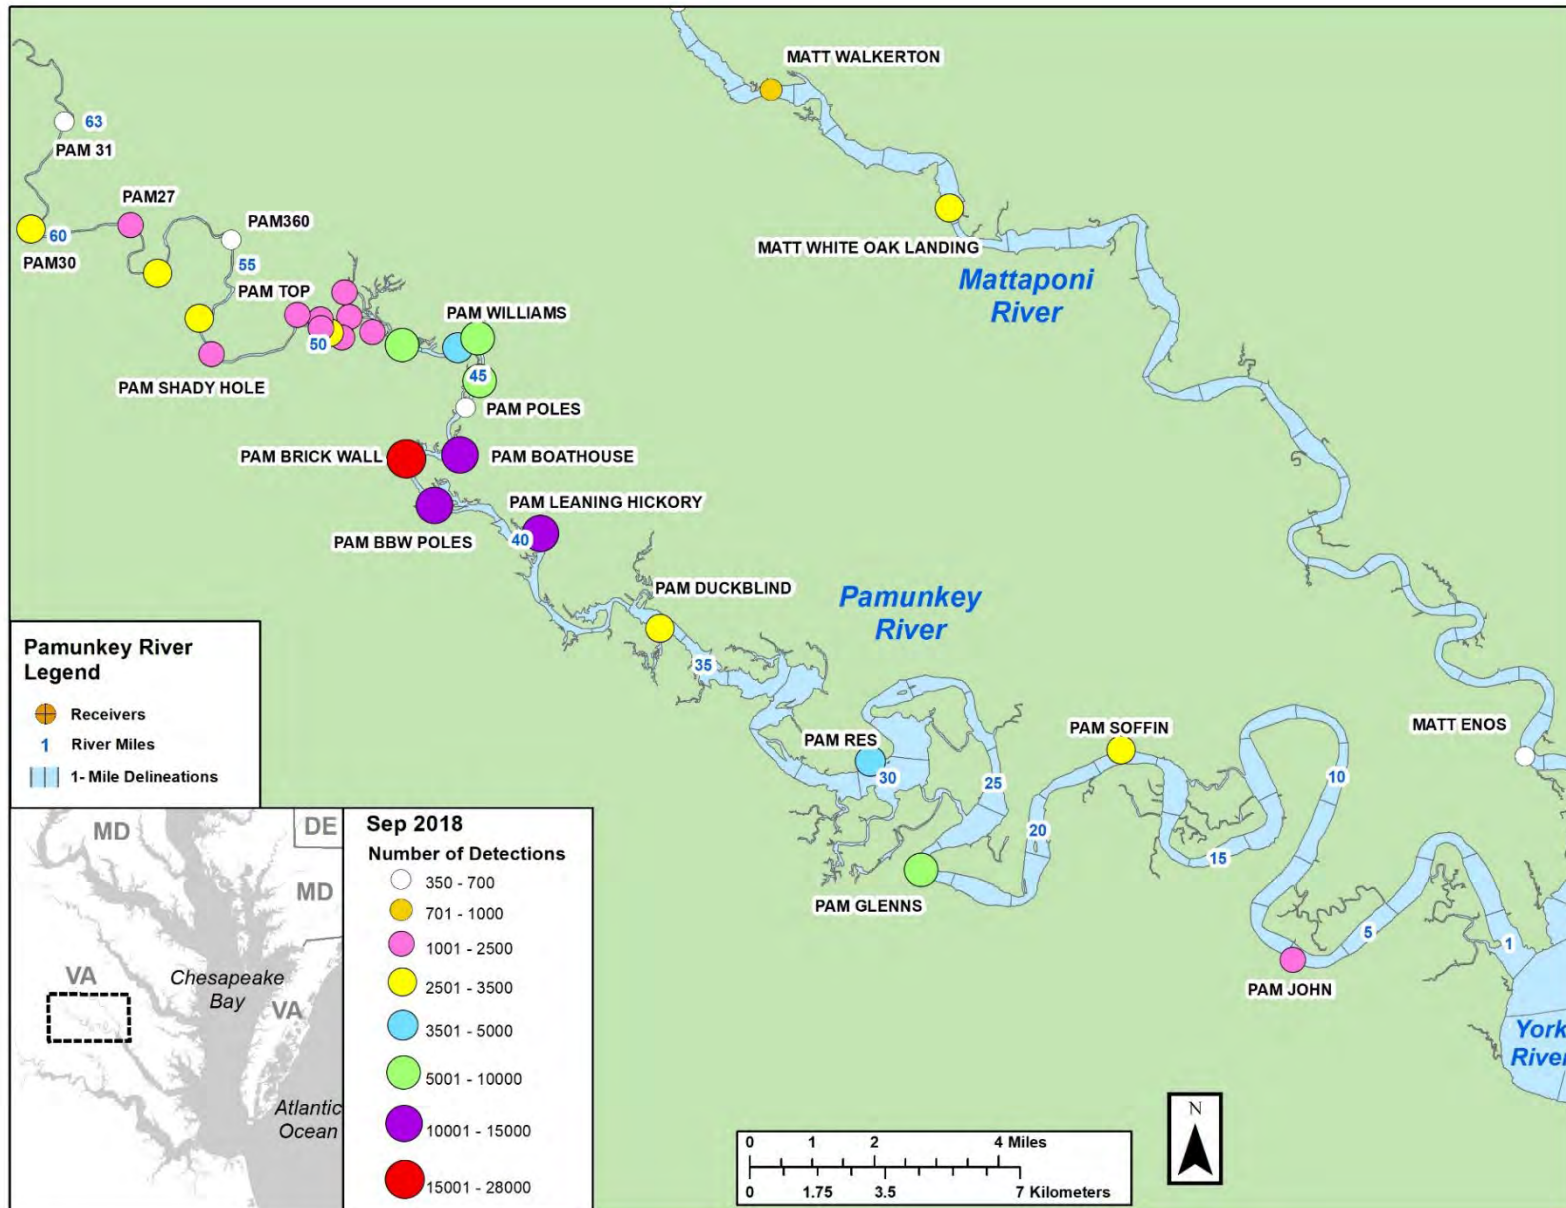 MATT WALKERTON
63
PAM 31
PAM27
PAM360
60
PAM30
55
MATT WHITE OAK LANDING
Mattaponi
River
PAM TOP
PAM WILLIAMS
50
45
PAM SHADY HOLE
PAM POLES
PAM BRICK WALL
PAM BOATHOUSE
PAM LEANING HICKORY
PAM BBW POLES
40
PAM DUCKBLIND
Pamunkey
River
35
PAM RES
30
25
PAM SOFFIN
MATT ENOS
10
20
15
PAM GLENNS
5
1
PAM JOHN
York
River
Pamunkey River
Legend
Receivers
1 River Miles
1- Mile Delineations
MD
DE
MD
VA
Chesapeake
Bay
VA
Atlantic
Ocean
Sep 2018
Number of Detections
350 - 700
701 - 1000
1001 - 2500
2501 - 3500
3501 - 5000
5001 - 10000
10001 - 15000
15001 - 28000
0 1 2 4 Miles
0 1.75 3.5 7 Kilometers
N